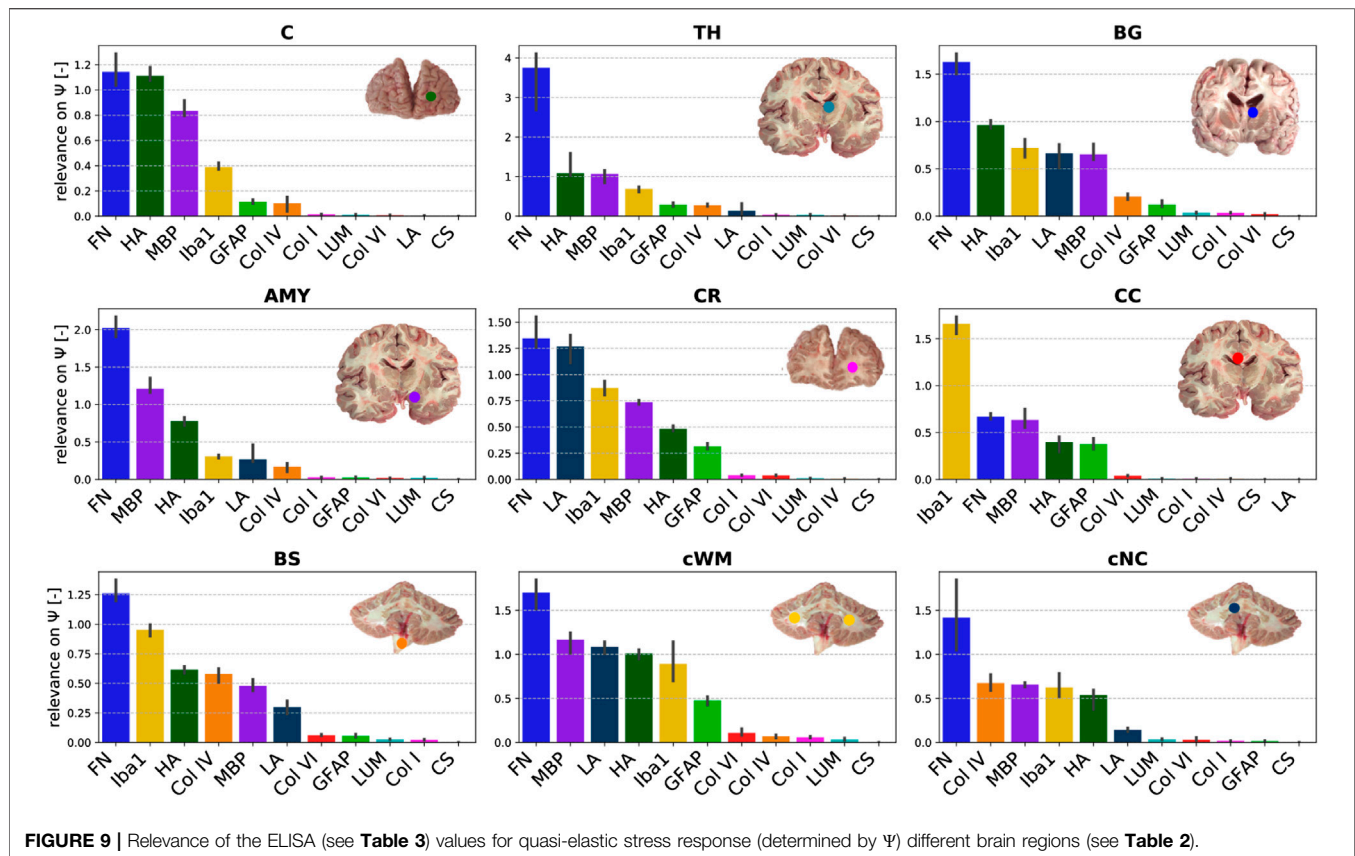 C
relevance on Ψ [-]
1.2
1.0
0.8
0.6
0.4
0.2
0.0
FN HA MBP Iba1 GFAP Col IV Col I LUM Col VI LA CS
TH
4
3
2
1
0
FN HA MBP Iba1 GFAP Col IV LA Col I LUM Col VI CS
BG
1.5
1.0
0.5
0.0
FN HA Iba1 LA MBP Col IV GFAP LUM Col I Col VI CS
AMY
relevance on Ψ [-]
2.0
1.5
1.0
0.5
0.0
FN MBP HA Iba1 LA Col IV Col I GFAP Col VI LUM CS
CR
1.50
1.25
1.00
0.75
0.50
0.25
0.00
FN LA Iba1 MBP HA GFAP Col I Col VI LUM Col IV CS
CC
1.5
1.0
0.5
0.0
Iba1 FN MBP HA GFAP Col VI LUM Col I Col IV CS LA
BS
relevance on Ψ [-]
1.25
1.00
0.75
0.50
0.25
0.00
FN Iba1 HA Col IV MBP LA Col VI GFAP LUM Col I CS
cWM
1.5
1.0
0.5
0.0
FN MBP LA HA Iba1 GFAP Col VI Col IV Col I LUM CS
cNC
1.5
1.0
0.5
0.0
FN Col IV MBP Iba1 HA LA LUM Col VI Col I GFAP CS
FIGURE 9 | Relevance of the ELISA (see Table 3) values for quasi-elastic stress response (determined by Ψ) different brain regions (see Table 2).